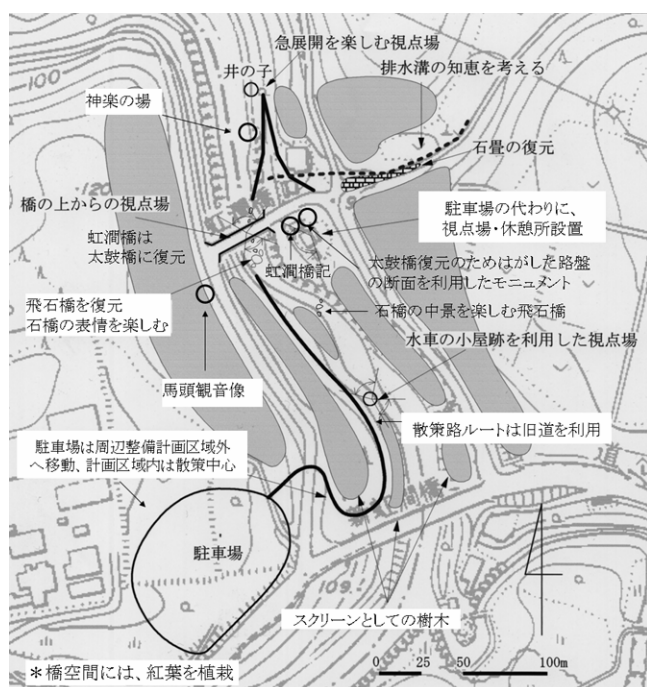 急展開を楽しむ視点場
井の子
排水溝の知恵を考える
神楽の場
100
石畳の復元
120
橋の上からの視点場
駐車場の代わりに、
視点場・休憩所設置
虹澗橋は
太鼓橋に復元
虹澗橋記
太鼓橋復元のためはがした路盤
の断面を利用したモニュメント
飛石橋を復元
石橋の表情を楽しむ
石橋の中景を楽しむ飛石橋
水車の小屋跡を利用した視点場
馬頭観音像
散策路ルートは旧道を利用
駐車場は周辺整備計画区域外
へ移動、計画区域内は散策中心
駐車場
109.
スクリーンとしての樹木
0 25 50 100m
*橋空間には、紅葉を植栽